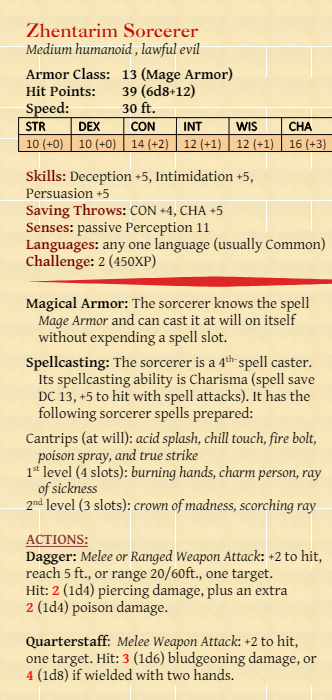 Zhentarim Sorcerer
Medium humanoid , lawful evil
Armor Class: 13 (Mage Armor)
Hit Points: 39 (6d8+12)
Speed: 30 ft.
STR DEX CON INT WIS CHA
10 (+0) 10 (+0) 14 (+2) 12 (+1) 12 (+1) 16 (+3)
Skills: Deception +5, Intimidation +5,
Persuasion +5
Saving Throws: CON +4, CHA +5
Senses: passive Perception 11
Languages: any one language (usually Common)
Challenge: 2 (450XP)
Magical Armor: The sorcerer knows the spell
Mage Armor and can cast it at will on itself
without expending a spell slot.
Spellcasting: The sorcerer is a 4th- spell caster.
Its spellcasting ability is Charisma (spell save
DC 13, +5 to hit with spell attacks). It has the
following sorcerer spells prepared:
Cantrips (at will): acid splash, chill touch, fire bolt,
poison spray, and true strike
1st level (4 slots): burning hands, charm person, ray
of sickness
2nd level (3 slots): crown of madness, scorching ray
ACTIONS:
Dagger: Melee or Ranged Weapon Attack: +2 to hit,
reach 5 ft., or range 20/60ft., one target.
Hit: 2 (1d4) piercing damage, plus an extra
2 (1d4) poison damage.
Quarterstaff: Melee Weapon Attack: +2 to hit,
one target. Hit: 3 (1d6) bludgeoning damage, or
4 (1d8) if wielded with two hands.